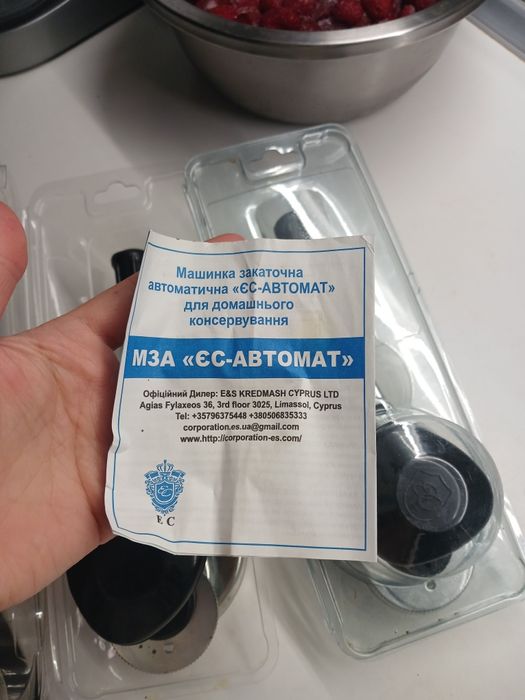 Машинка закаточна
автоматична «ЄС-АВТОМАТ»
для домашнього
консервування
МЗА «ЄС-АВТОМАТ»
Офіційний Дилер: E&S KREDMASH CYPRUS LTD
Agias Fylaxeos 36, 3rd floor 3025, Limassol, Cyprus
Tel: +35796375448 +380506835333
corporation.es.ua@gmail.com
www.http://corporation-es.com/
ЄС